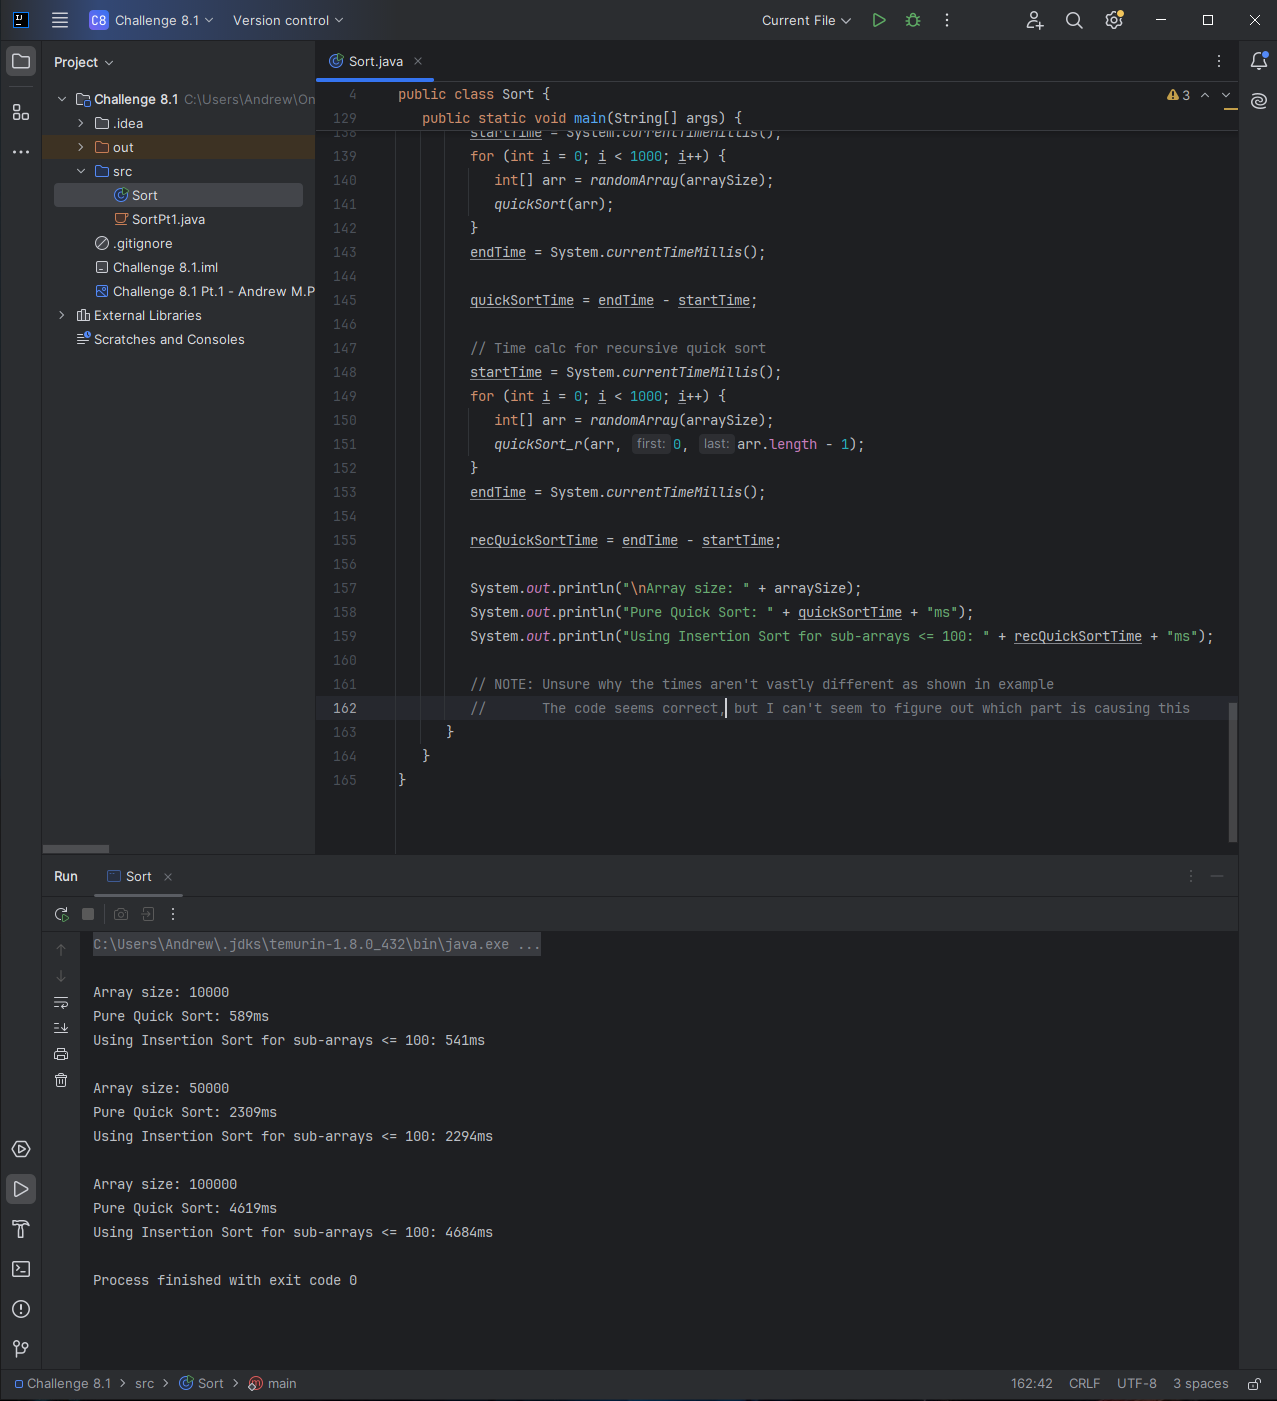 C8 Challenge 8.1 Version control Current File
Project
Challenge 8.1 C:\Users\Andrew\On
.idea
out
src
Sort
SortPt1.java
.gitignore
Challenge 8.1.iml
Challenge 8.1 Pt.1 - Andrew M.P
External Libraries
Scratches and Consoles
Sort.java
3
4 public class Sort {
129 public static void main(String[] args) {
138 startTime = System.currentTimeMillis();
139 for (int i = 0; i < 1000; i++) {
140 int[] arr = randomArray(arraySize);
141 quickSort(arr);
142 }
143 endTime = System.currentTimeMillis();
144
145 quickSortTime = endTime - startTime;
146
147 // Time calc for recursive quick sort
148 startTime = System.currentTimeMillis();
149 for (int i = 0; i < 1000; i++) {
150 int[] arr = randomArray(arraySize);
151 quickSort_r(arr, first: 0, last: arr.length - 1);
152 }
153 endTime = System.currentTimeMillis();
154
155 recQuickSortTime = endTime - startTime;
156
157 System.out.println("\nArray size: " + arraySize);
158 System.out.println("Pure Quick Sort: " + quickSortTime + "ms");
159 System.out.println("Using Insertion Sort for sub-arrays <= 100: " + recQuickSortTime + "ms");
160
161 // NOTE: Unsure why the times aren't vastly different as shown in example
162 // The code seems correct, but I can't seem to figure out which part is causing this
163 }
164 }
165 }
Run Sort
C:\Users\Andrew\.jdks\temurin-1.8.0_432\bin\java.exe ...
Array size: 10000
Pure Quick Sort: 589ms
Using Insertion Sort for sub-arrays <= 100: 541ms
Array size: 50000
Pure Quick Sort: 2309ms
Using Insertion Sort for sub-arrays <= 100: 2294ms
Array size: 100000
Pure Quick Sort: 4619ms
Using Insertion Sort for sub-arrays <= 100: 4684ms
Process finished with exit code 0
Challenge 8.1 > src > Sort > main 162:42 CRLF UTF-8 3 spaces